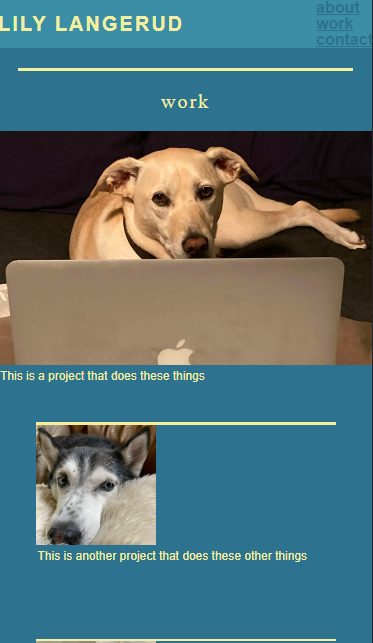 LILY LANGERUD
about
work
contact
work
This is a project that does these things
This is another project that does these other things